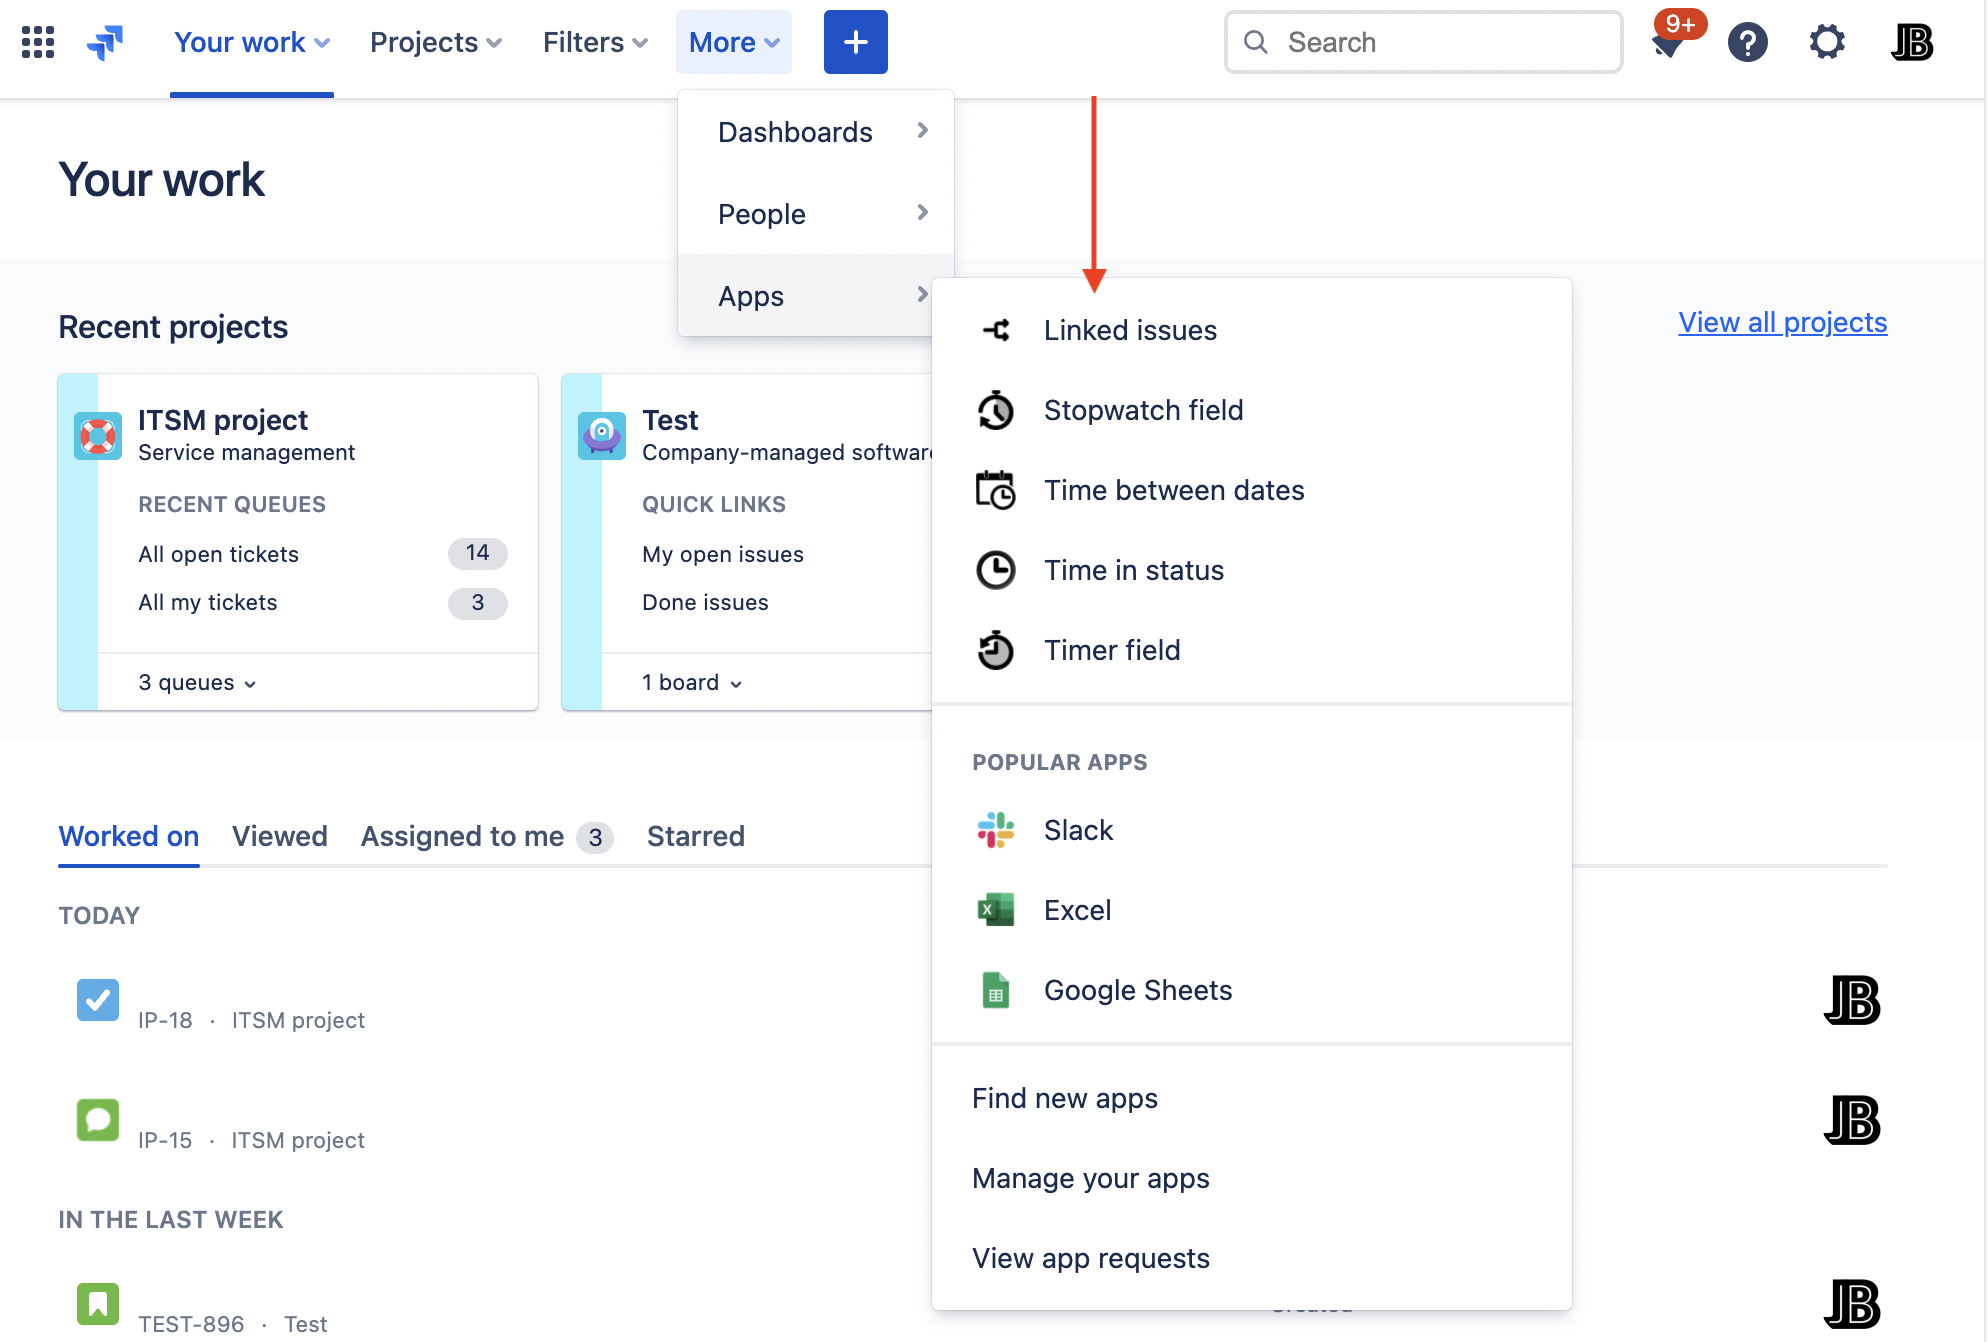 Your work Projects Filters More + Search 9+ ? JB
Dashboards
People
Apps
Your work
Recent projects
View all projects
ITSM project
Service management
RECENT QUEUES
All open tickets 14
All my tickets 3
3 queues
Test
Company-managed software
QUICK LINKS
My open issues
Done issues
1 board
Linked issues
Stopwatch field
Time between dates
Time in status
Timer field
POPULAR APPS
Slack
Excel
Google Sheets
Find new apps
Manage your apps
View app requests
Worked on Viewed Assigned to me 3 Starred
TODAY
IP-18 · ITSM project JB
IP-15 · ITSM project JB
IN THE LAST WEEK
TEST-896 · Test JB